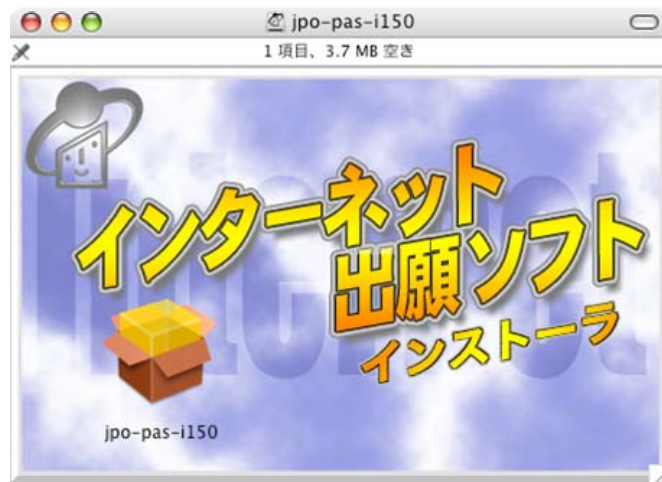 jpo-pas-i150
1 項目、3.7 MB 空き
Internet
インターネット
出願ソフト
インストーラ
jpo-pas-i150